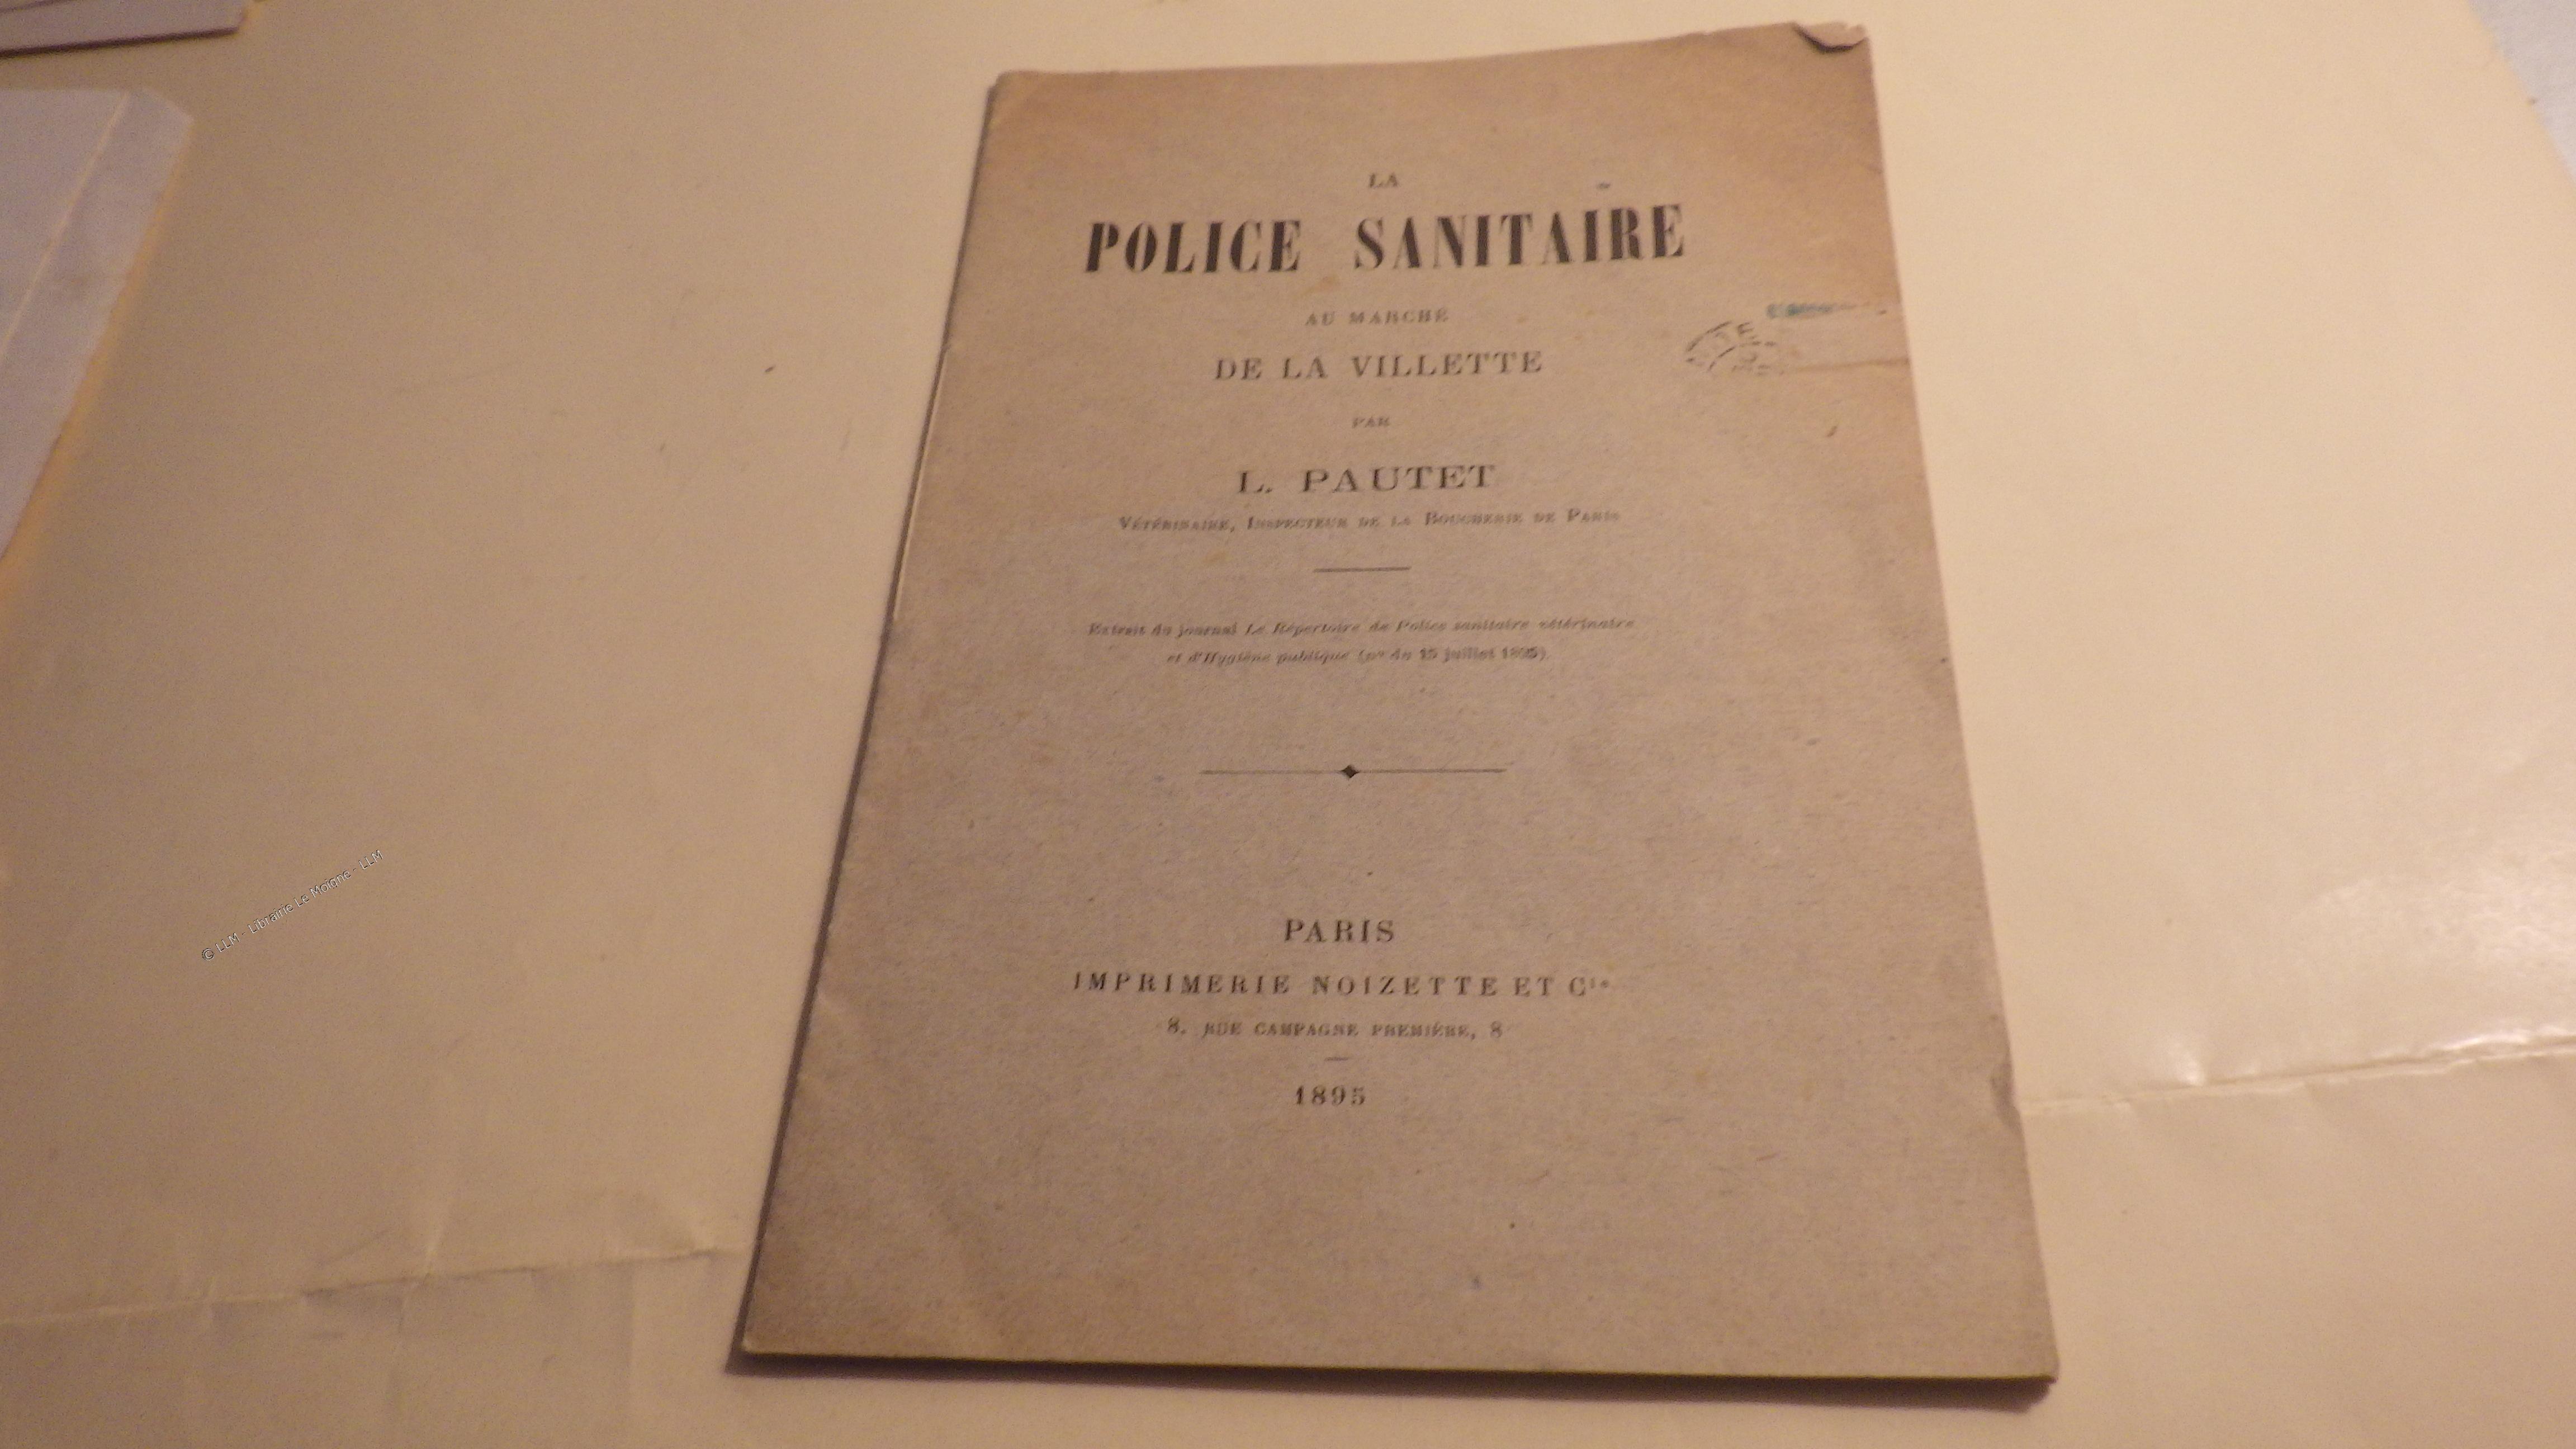 LA
POLICE SANITAIRE
AU MARCHÉ
DE LA VILLETTE
PAR
L. PAUTET
VÉTÉRINAIRE, INSPECTEUR DE LA BOUCHERIE DE PARIS
Extrait du journal Le Répertoire de Police sanitaire vétérinaire
et d'Hygiène publique (no du 15 juillet 1895).
PARIS
IMPRIMERIE NOIZETTE ET Cie
8, RUE CAMPAGNE PREMIÈRE, 8
1895
© LLM - Librairie Le Moigne - LLM